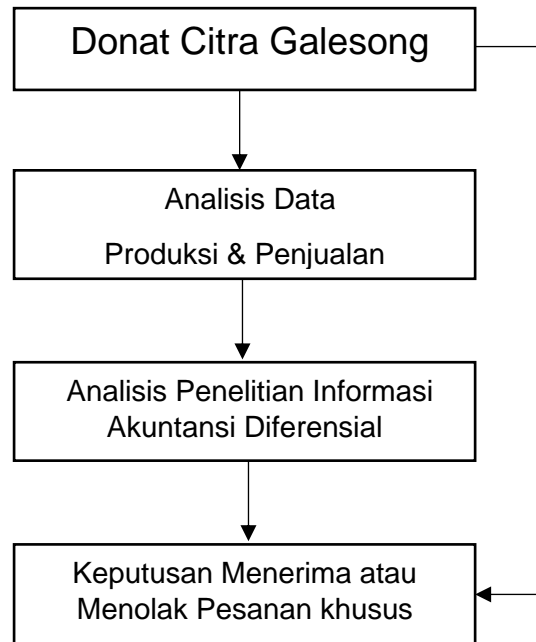 Donat Citra Galesong
Analisis Data
Produksi & Penjualan
Analisis Penelitian Informasi
Akuntansi Diferensial
Keputusan Menerima atau
Menolak Pesanan khusus